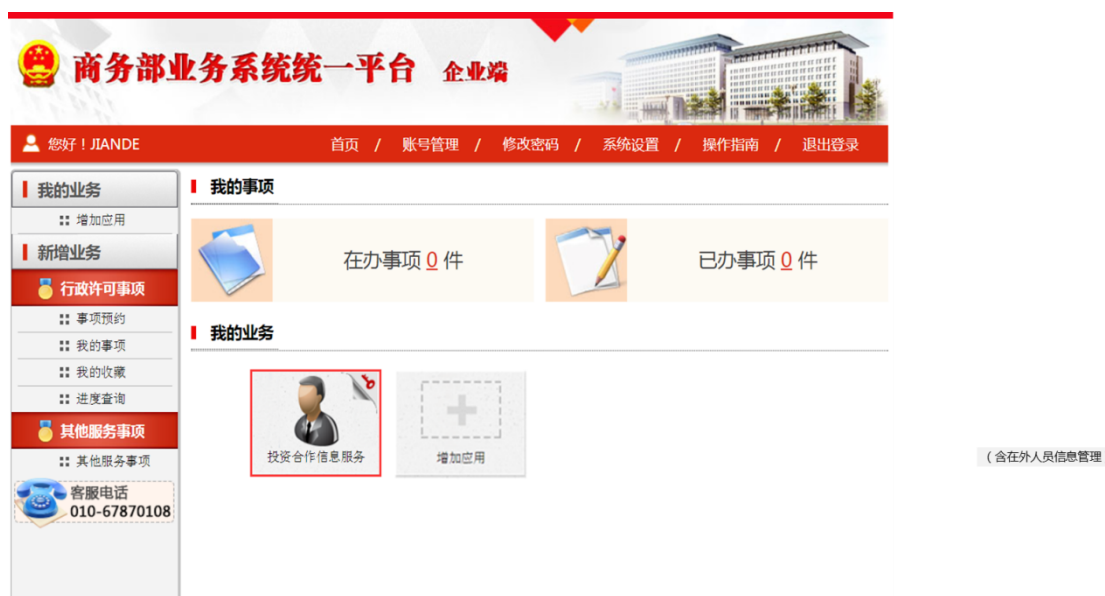 商务部业务系统统一平台 企业端
您好！JIANDE
首页 / 账号管理 / 修改密码 / 系统设置 / 操作指南 / 退出登录
我的业务
增加应用
新增业务
行政许可事项
事项预约
我的事项
我的收藏
进度查询
其他服务事项
其他服务事项
客服电话
010-67870108
我的事项
在办事项 0 件
已办事项 0 件
我的业务
投资合作信息服务
增加应用
（含在外人员信息管理